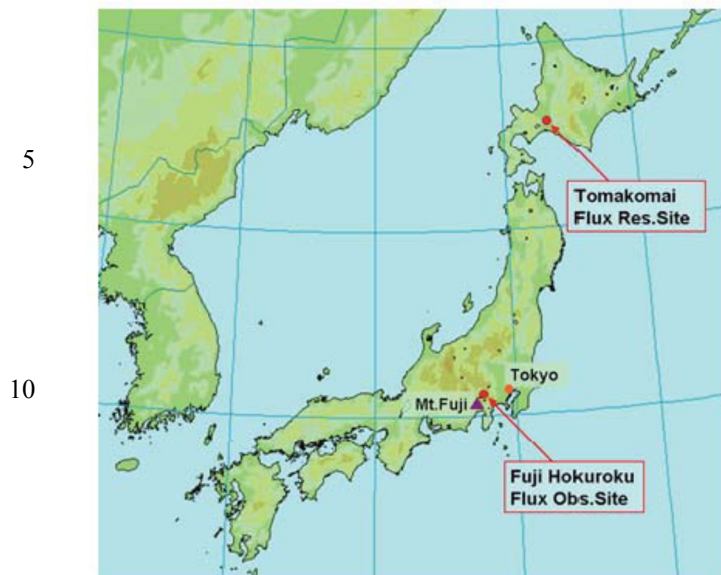 5
Tomakomai
Flux Res.Site
10
Tokyo
Mt.Fuji
Fuji Hokuroku
Flux Obs.Site